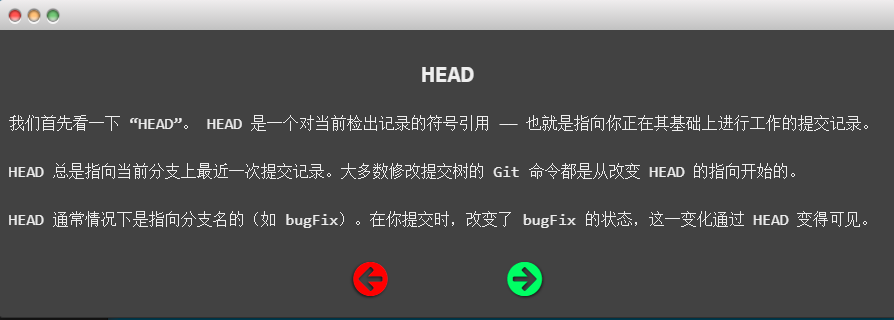 HEAD
我们首先看一下 “HEAD”。 HEAD 是一个对当前检出记录的符号引用 —— 也就是指向你正在其基础上进行工作的提交记录。
HEAD 总是指向当前分支上最近一次提交记录。大多数修改提交树的 Git 命令都是从改变 HEAD 的指向开始的。
HEAD 通常情况下是指向分支名的（如 bugFix）。在你提交时，改变了 bugFix 的状态，这一变化通过 HEAD 变得可见。